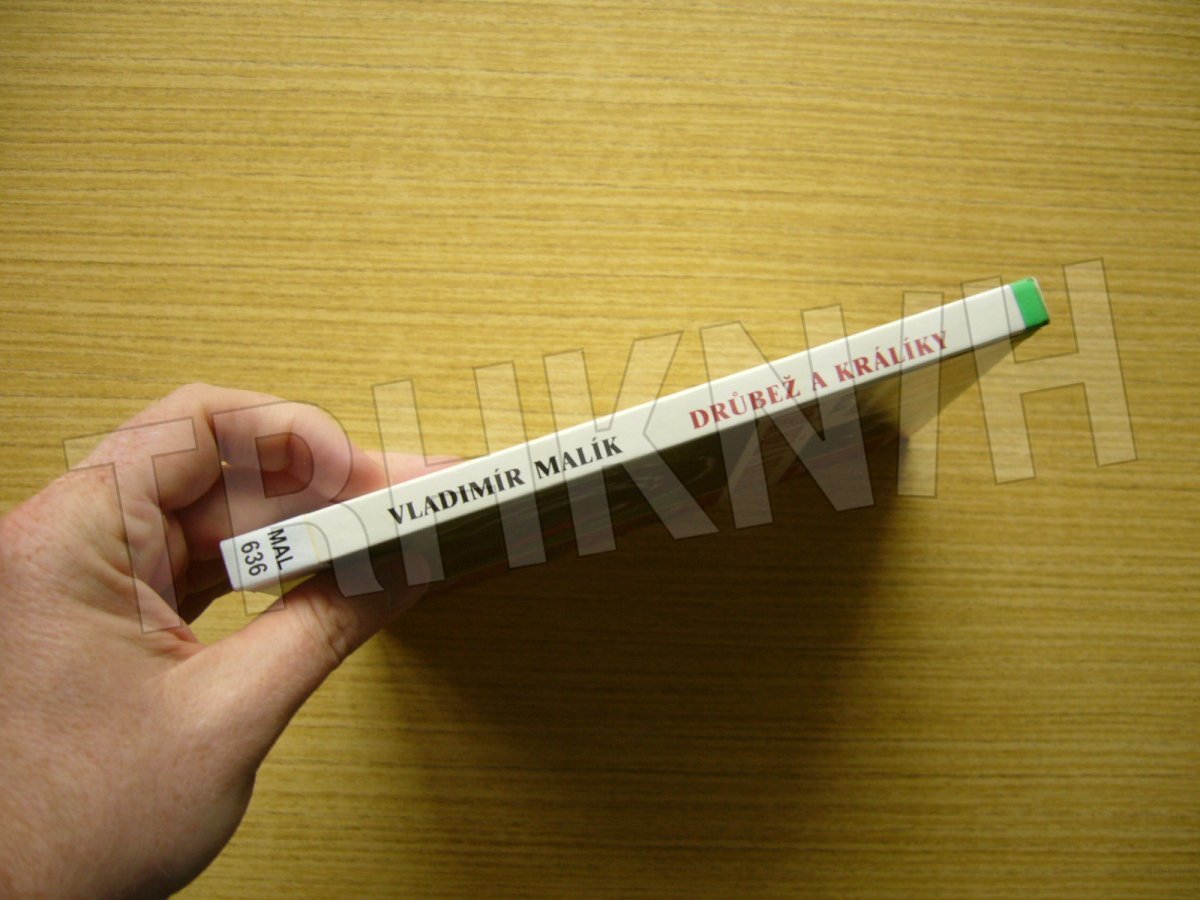 VLADIMÍR MALÍK DRŮBEŽ A KRÁLÍKY
MAL
636
TRHKNIH